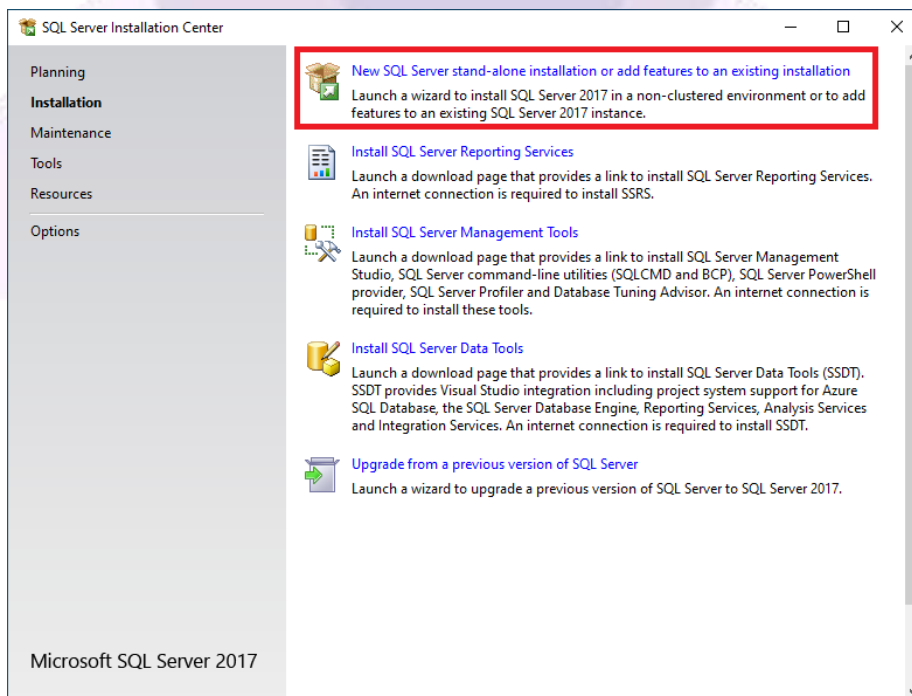 SQL Server Installation Center
Planning
Installation
Maintenance
Tools
Resources
Options
Microsoft SQL Server 2017
New SQL Server stand-alone installation or add features to an existing installation
Launch a wizard to install SQL Server 2017 in a non-clustered environment or to add
features to an existing SQL Server 2017 instance.
Install SQL Server Reporting Services
Launch a download page that provides a link to install SQL Server Reporting Services.
An internet connection is required to install SSRS.
Install SQL Server Management Tools
Launch a download page that provides a link to install SQL Server Management
Studio, SQL Server command-line utilities (SQLCMD and BCP), SQL Server PowerShell
provider, SQL Server Profiler and Database Tuning Advisor. An internet connection is
required to install these tools.
Install SQL Server Data Tools
Launch a download page that provides a link to install SQL Server Data Tools (SSDT).
SSDT provides Visual Studio integration including project system support for Azure
SQL Database, the SQL Server Database Engine, Reporting Services, Analysis Services
and Integration Services. An internet connection is required to install SSDT.
Upgrade from a previous version of SQL Server
Launch a wizard to upgrade a previous version of SQL Server to SQL Server 2017.